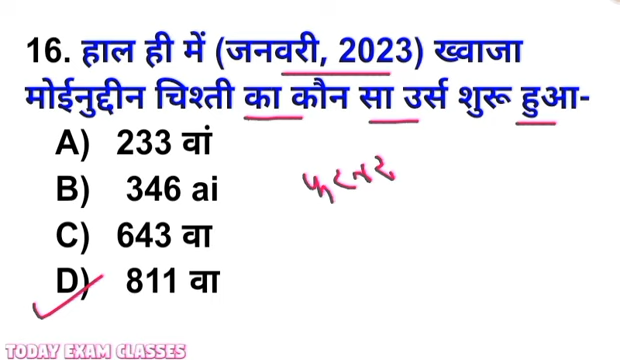 16. हाल ही में (जनवरी, 2023) ख्वाजा
मोईनुद्दीन चिश्ती का कौन सा उर्स शुरू हुआ-
A) 233 वां
B) 346 ai
C) 643 वा
D) 811 वा
TODAY EXAM CLASSES